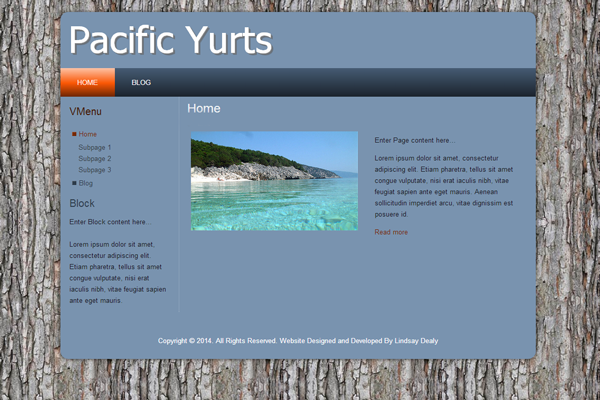 Pacific Yurts
HOME
BLOG
VMenu
Home
Subpage 1
Subpage 2
Subpage 3
Blog
Block
Enter Block content here...
Lorem ipsum dolor sit amet,
consectetur adipiscing elit.
Etiam pharetra, tellus sit amet
congue vulputate, nisi erat
iaculis nibh, vitae feugiat
ante eget mauris.
Home
Enter Page content here...
Lorem ipsum dolor sit amet, consectetur
adipiscing elit. Etiam pharetra, tellus sit amet
congue vulputate, nisi erat iaculis nibh, vitae
feugiat sapien ante eget mauris. Aenean
sollicitudin imperdiet arcu, vitae dignissim est
posuere id.
Read more
Copyright © 2014. All Rights Reserved. Website Designed and Developed By Lindsay Dealy